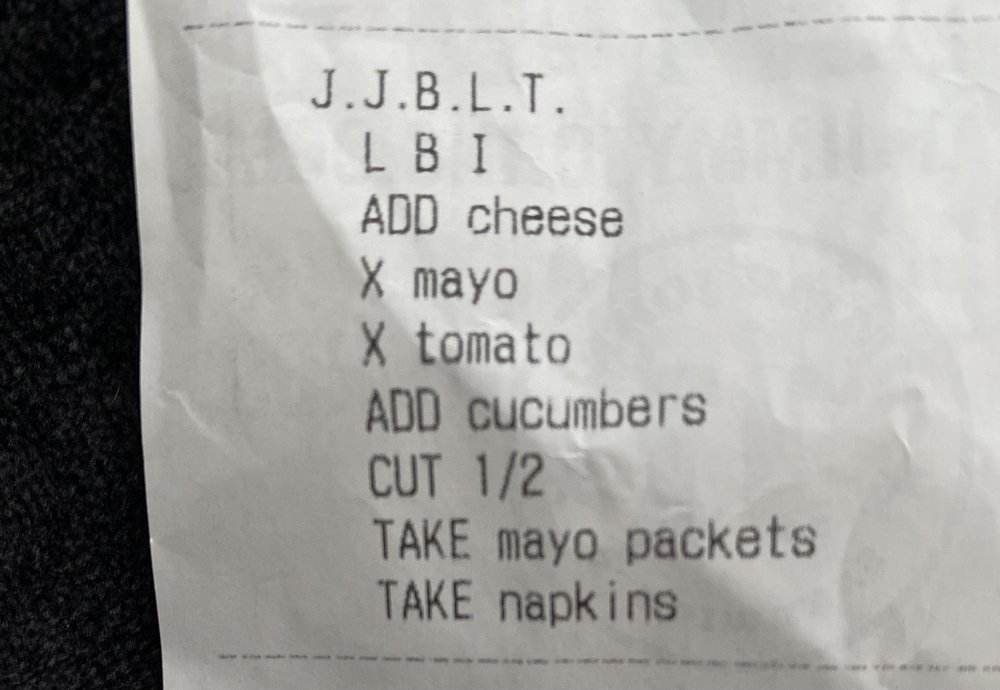 J.J.B.L.T.
L B I
ADD cheese
X mayo
X tomato
ADD cucumbers
CUT 1/2
TAKE mayo packets
TAKE napkins